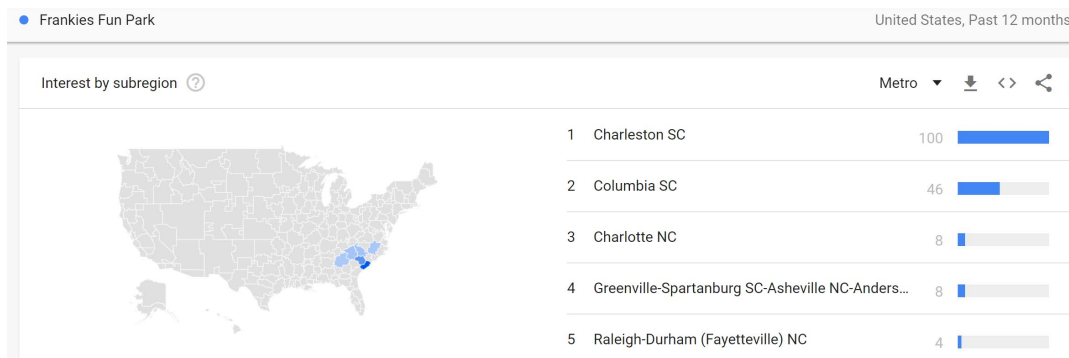 Frankies Fun Park United States, Past 12 months
Interest by subregion ? Metro
1 Charleston SC 100
2 Columbia SC 46
3 Charlotte NC 8
4 Greenville-Spartanburg SC-Asheville NC-Anders... 8
5 Raleigh-Durham (Fayetteville) NC 4